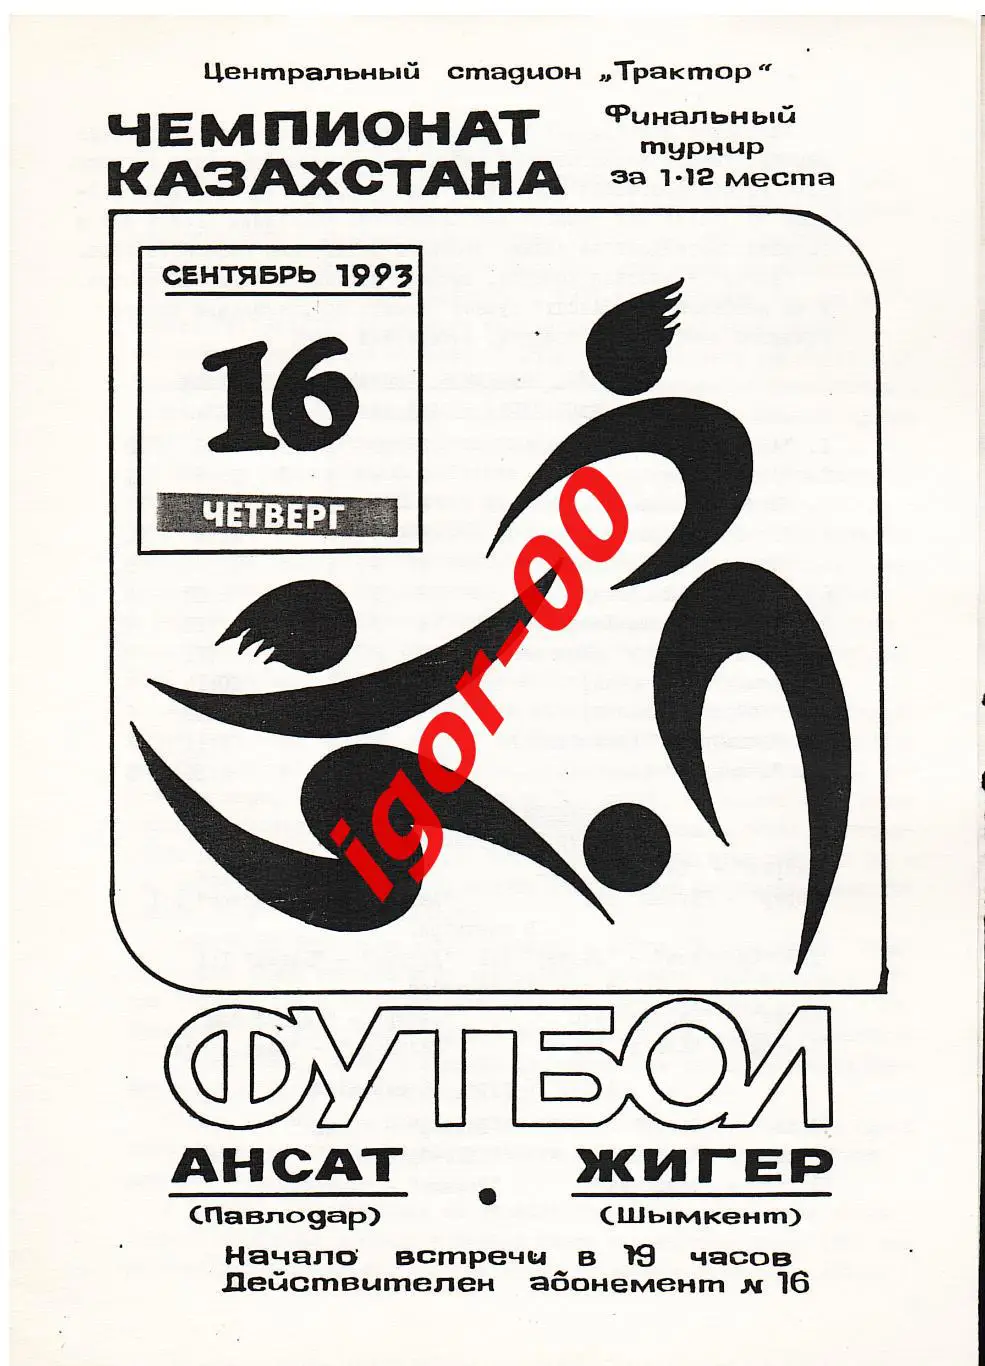 Центральный стадион „Трактор“
ЧЕМПИОНАТ
КАЗАХСТАНА
Финальный
турнир
за 1-12 места
СЕНТЯБРЬ 1993
16
ЧЕТВЕРГ
igor-00
ФУТБОЛ
АНСАТ • ЖИГЕР
(Павлодар) (Шымкент)
Начало встречи в 19 часов
Действителен абонемент № 16